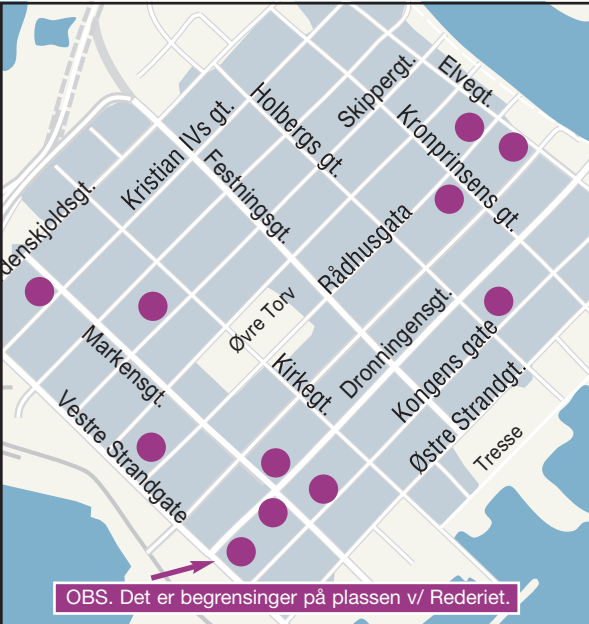 Elvegt.
Skippergt.
Kronprinsens gt.
Holbergs gt.
Kristian IVs gt.
Festningsgt.
denskjoldsgt.
Rådhusgata
Øvre Torv
Dronningensgt.
Markensgt.
Kirkegt.
Kongens gate
Østre Strandgt.
Vestre Strandgate
Tresse
OBS. Det er begrensinger på plassen v/ Rederiet.